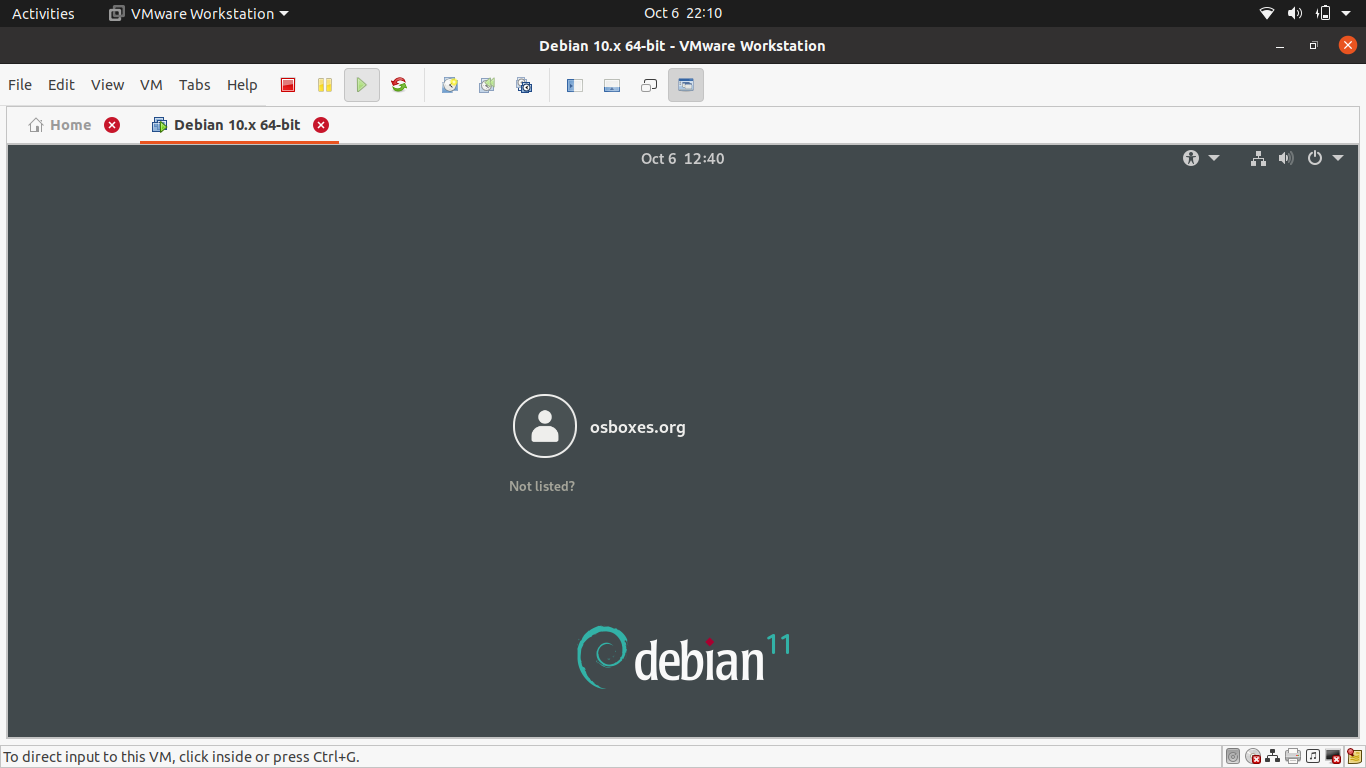 Activities VMware Workstation Oct 6 22:10
Debian 10.x 64-bit - VMware Workstation
File Edit View VM Tabs Help
Home Debian 10.x 64-bit
Oct 6 12:40
osboxes.org
Not listed?
debian 11
To direct input to this VM, click inside or press Ctrl+G.